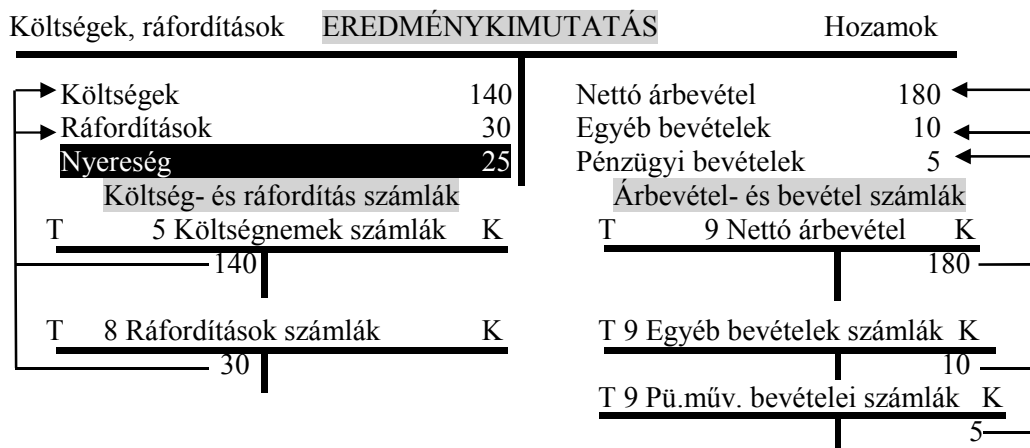 Költségek, ráfordítások EREDMÉNYKIMUTATÁS Hozamok
Költségek 140 Nettó árbevétel 180
Ráfordítások 30 Egyéb bevételek 10
Nyereség 25 Pénzügyi bevételek 5
Költség- és ráfordítás számlák Árbevétel- és bevétel számlák
T 5 Költségnemek számlák K T 9 Nettó árbevétel K
140 180
T 8 Ráfordítások számlák K T 9 Egyéb bevételek számlák K
30 10
T 9 Pü.műv. bevételei számlák K
5